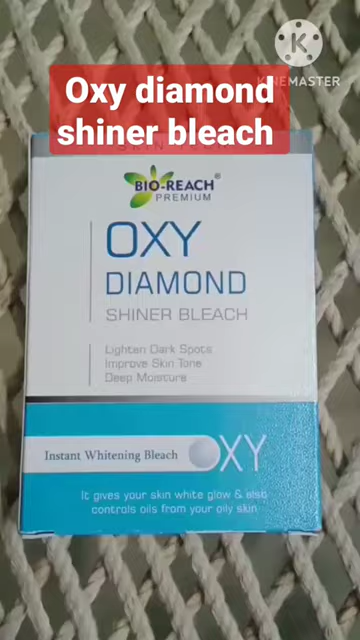 KINEMASTER
Oxy diamond
shiner bleach
BIO-REACH®
PREMIUM
OXY
DIAMOND
SHINER BLEACH
Lighten Dark Spots
Improve Skin Tone
Deep Moisture
Instant Whitening Bleach OXY
It gives your skin white glow & also
controls oils from your oily skin